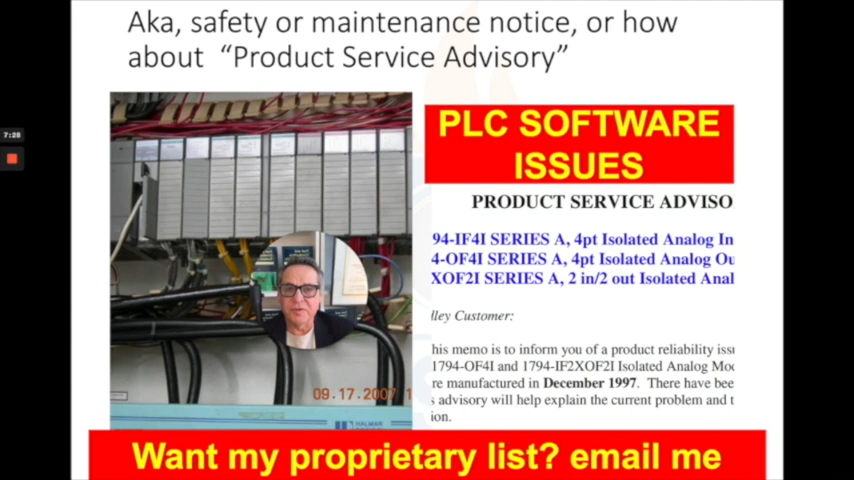 Aka, safety or maintenance notice, or how
about “Product Service Advisory”
7:28
PLC SOFTWARE
ISSUES
PRODUCT SERVICE ADVISO
94-IF4I SERIES A, 4pt Isolated Analog In
4-OF4I SERIES A, 4pt Isolated Analog Ou
XOF2I SERIES A, 2 in/2 out Isolated Anal
lley Customer:
his memo is to inform you of a product reliability issu
1794-OF4I and 1794-IF2XOF2I Isolated Analog Mod
re manufactured in December 1997. There have bee
s advisory will help explain the current problem and t
ion.
09.17.2007 1
HALMAR
Want my proprietary list? email me